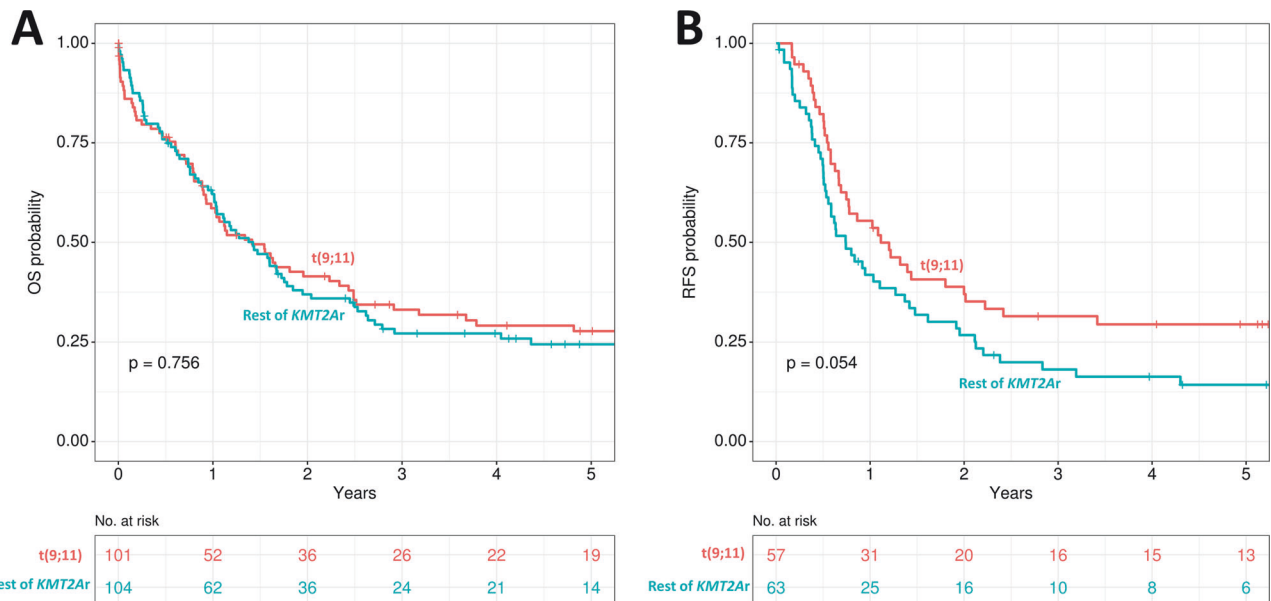 A
B
1.00
0.75
0.50
0.25
0.00
OS probability
t(9;11)
Rest of KMT2Ar
p = 0.756
0 1 2 3 4 5
Years
1.00
0.75
0.50
0.25
0.00
RFS probability
t(9;11)
Rest of KMT2Ar
p = 0.054
0 1 2 3 4 5
Years
No. at risk
t(9;11) 101 52 36 26 22 19
est of KMT2Ar 104 62 36 24 21 14
No. at risk
t(9;11) 57 31 20 16 15 13
Rest of KMT2Ar 63 25 16 10 8 6